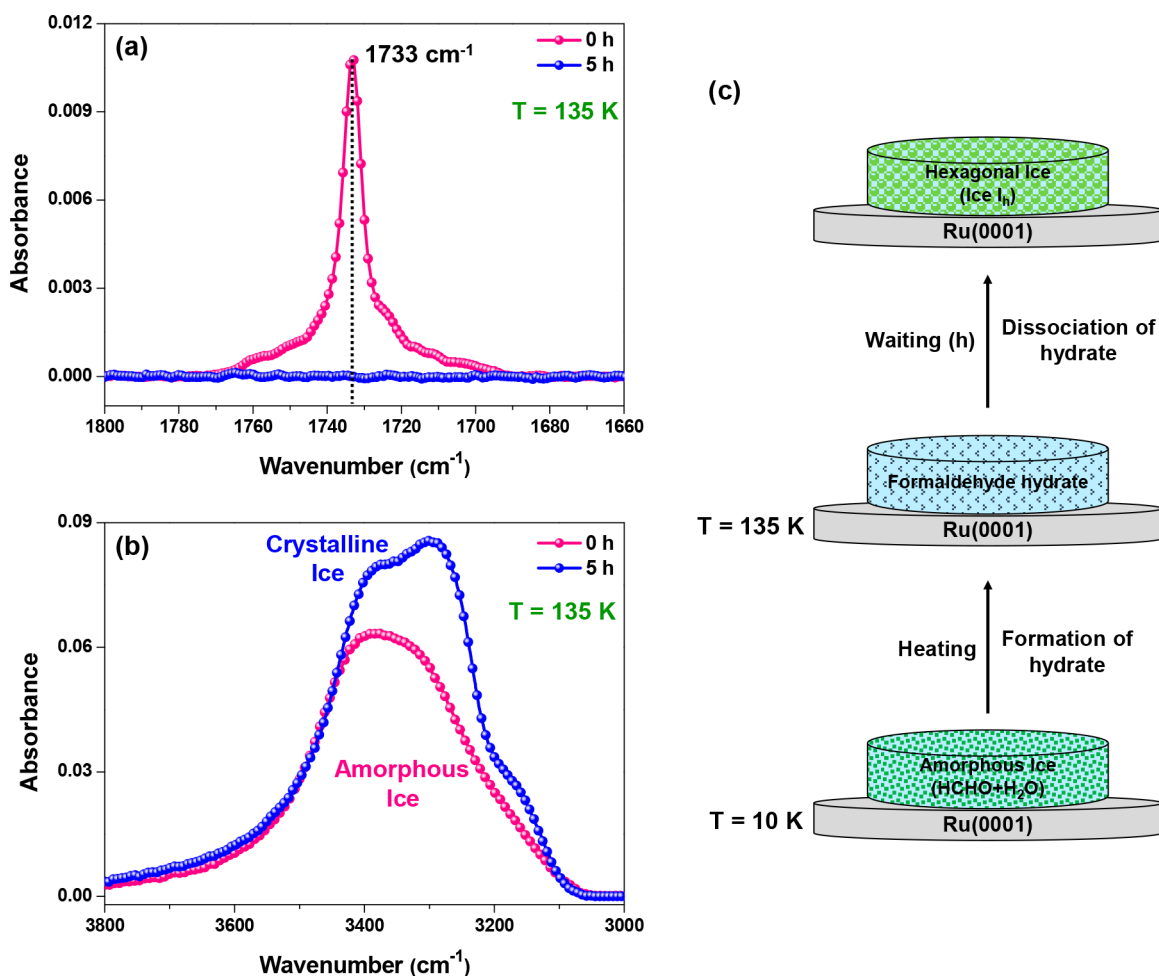 (a)
1733 cm⁻¹
0 h
5 h
T = 135 K
0.012
0.009
0.006
0.003
0.000
Absorbance
1800 1780 1760 1740 1720 1700 1680 1660
Wavenumber (cm⁻¹)
(b)
Crystalline
Ice
0 h
5 h
T = 135 K
Amorphous
Ice
0.09
0.06
0.03
0.00
Absorbance
3800 3600 3400 3200 3000
Wavenumber (cm⁻¹)
(c)
Hexagonal Ice
(Ice Iₕ)
Ru(0001)
Waiting (h)
Dissociation of
hydrate
Formaldehyde hydrate
T = 135 K
Ru(0001)
Heating
Formation of
hydrate
Amorphous Ice
(HCHO+H₂O)
T = 10 K
Ru(0001)